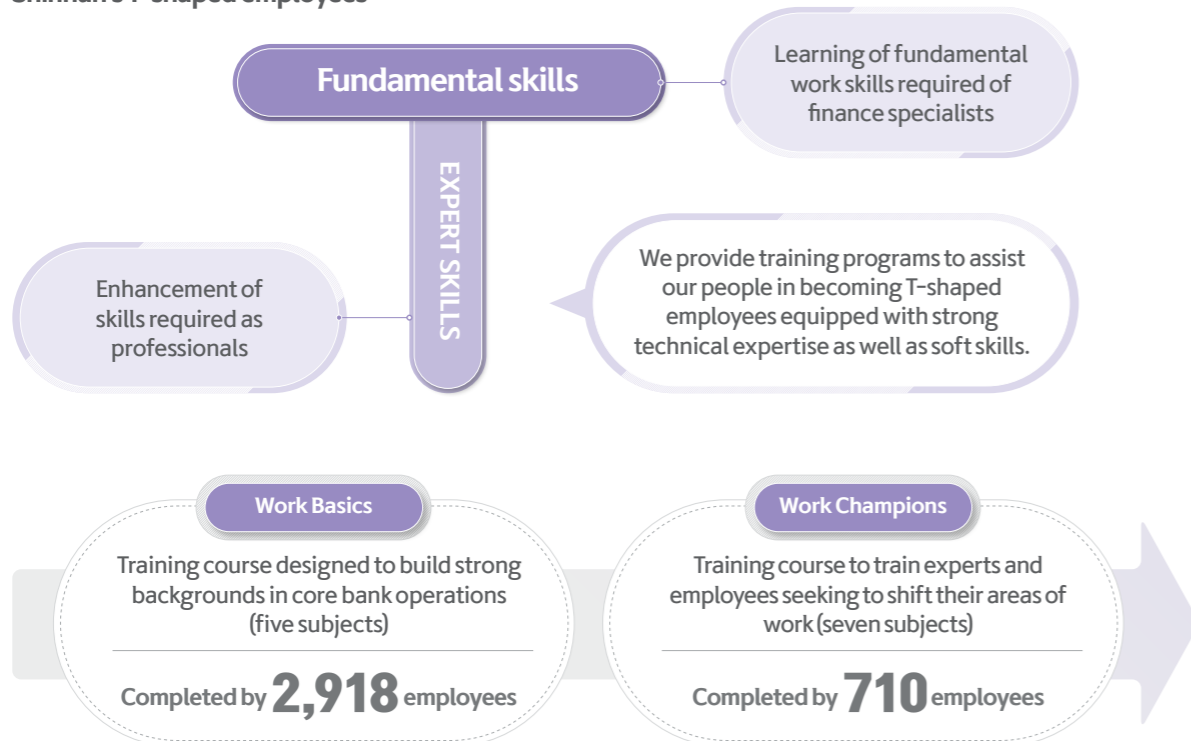 Shinhan's T-shaped employees
Fundamental skills
Learning of fundamental
work skills required of
finance specialists
EXPERT SKILLS
Enhancement of
skills required as
professionals
We provide training programs to assist
our people in becoming T-shaped
employees equipped with strong
technical expertise as well as soft skills.
Work Basics
Training course designed to build strong
backgrounds in core bank operations
(five subjects)
Completed by 2,918 employees
Work Champions
Training course to train experts and
employees seeking to shift their areas of
work (seven subjects)
Completed by 710 employees